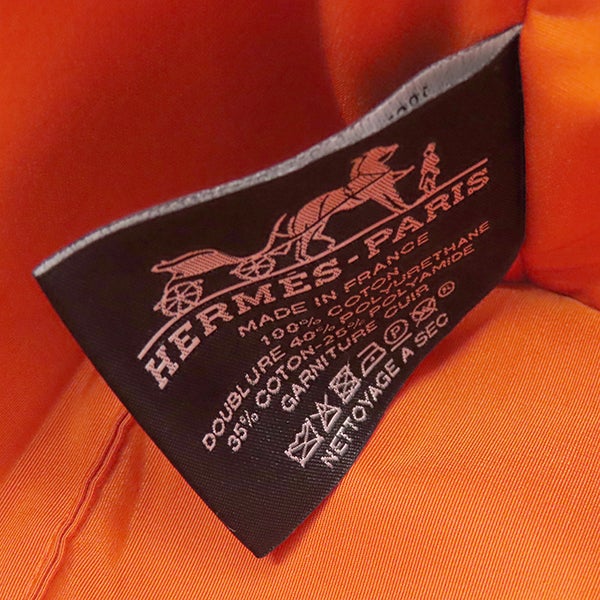 HERMES-PARIS
MADE IN FRANCE
100% COTON
DOUBLURE 40% POLYURETHANE
35% COTON-25% POLYAMIDE
GARNITURE CUIR
NETTOYAGE A SEC